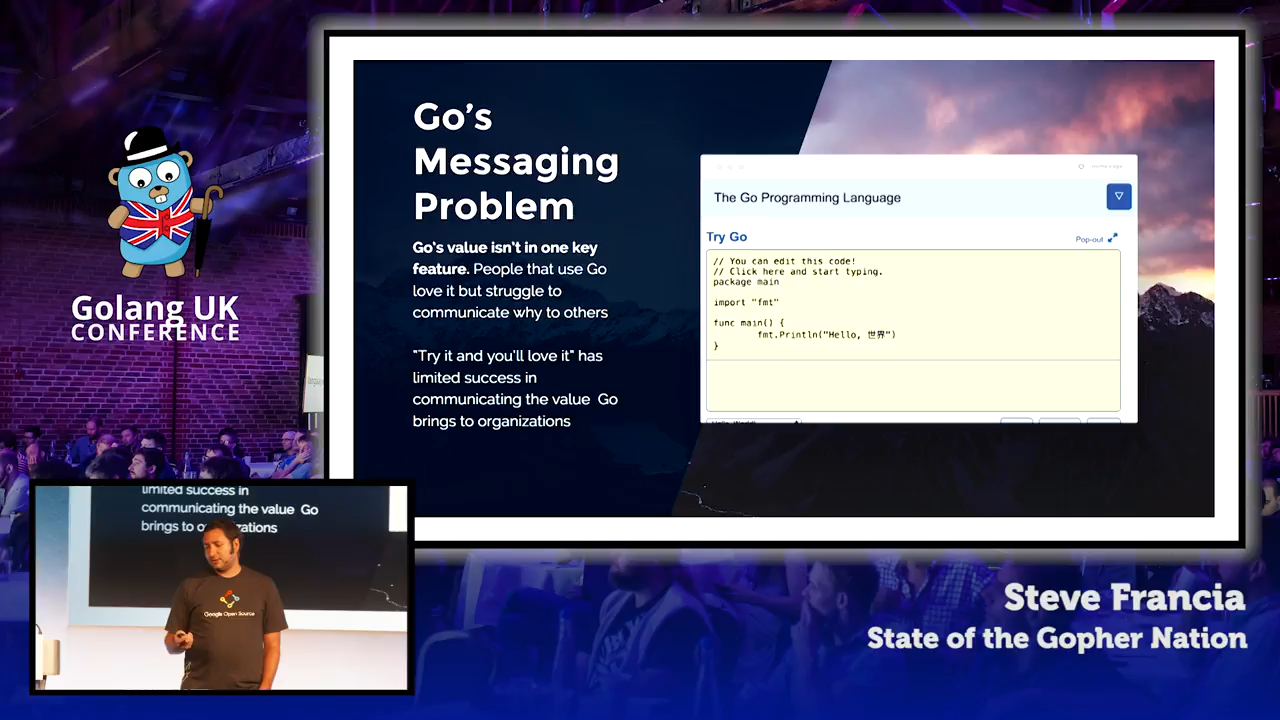 Golang UK
CONFERENCE
Go's
Messaging
Problem
Go's value isn't in one key
feature. People that use Go
love it but struggle to
communicate why to others
"Try it and you'll love it" has
limited success in
communicating the value Go
brings to organizations
The Go Programming Language
Try Go
Pop-out
// You can edit this code!
// Click here and start typing.
package main
import "fmt"
func main() {
fmt.Println("Hello, 世界")
}
limited success in
communicating the value Go
brings to
Google Open Source
Steve Francia
State of the Gopher Nation